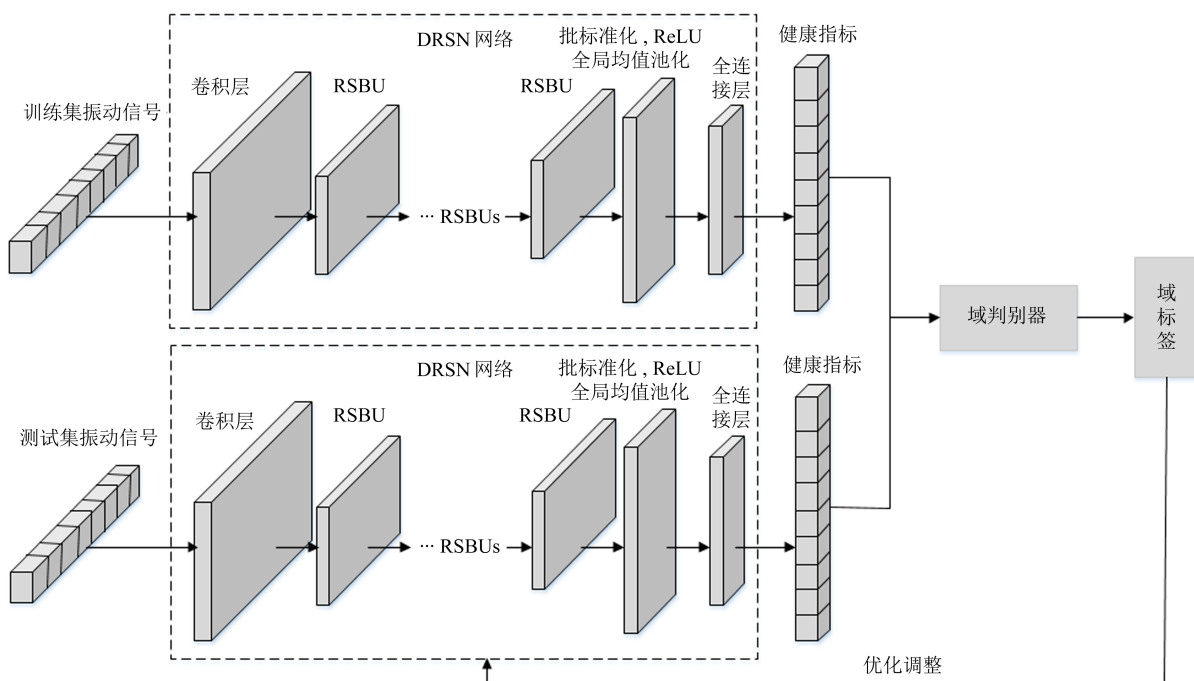 DRSN 网络
批标准化 , ReLU
全局均值池化
健康指标
卷积层
RSBU
RSBU
全连
接层
训练集振动信号
··· RSBUs
域判别器
域
标
签
DRSN 网络
批标准化 , ReLU
全局均值池化
健康指标
卷积层
RSBU
RSBU
全连
接层
测试集振动信号
··· RSBUs
优化调整